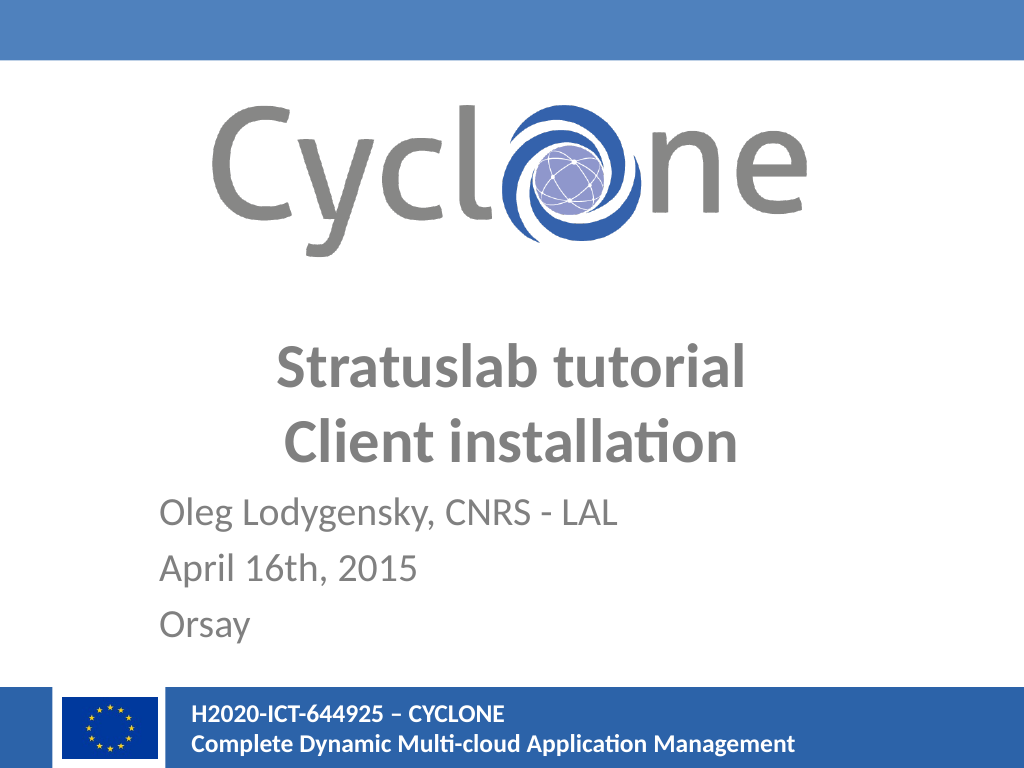 Cyclone
Stratuslab tutorial
Client installation
Oleg Lodygensky, CNRS - LAL
April 16th, 2015
Orsay
H2020-ICT-644925 – CYCLONE
Complete Dynamic Multi-cloud Application Management